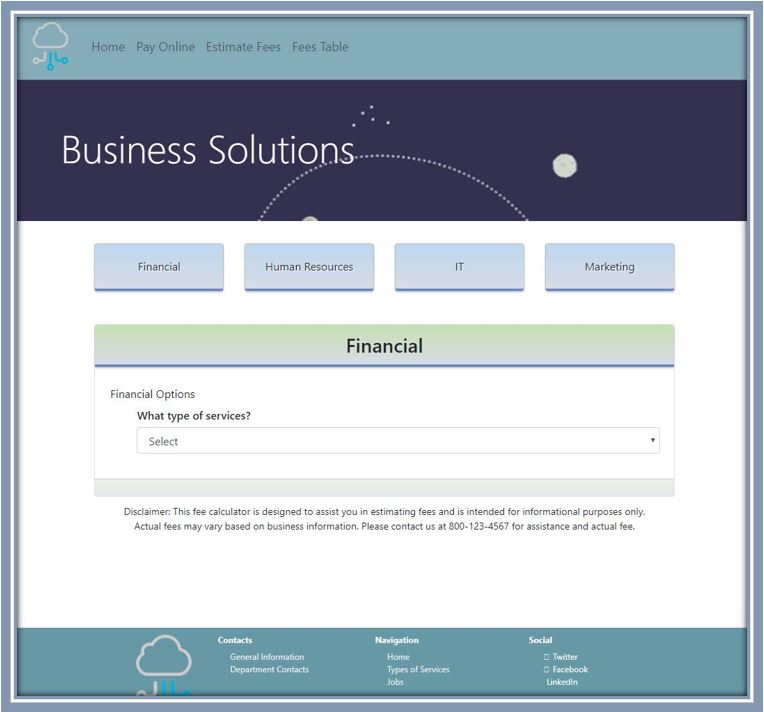 Home Pay Online Estimate Fees Fees Table
Business Solutions
Financial Human Resources IT Marketing
Financial
Financial Options
What type of services?
Select
Disclaimer: This fee calculator is designed to assist you in estimating fees and is intended for informational purposes only.
Actual fees may vary based on business information. Please contact us at 800-123-4567 for assistance and actual fee.
Contacts
General Information
Department Contacts
Navigation
Home
Types of Services
Jobs
Social
Twitter
Facebook
LinkedIn